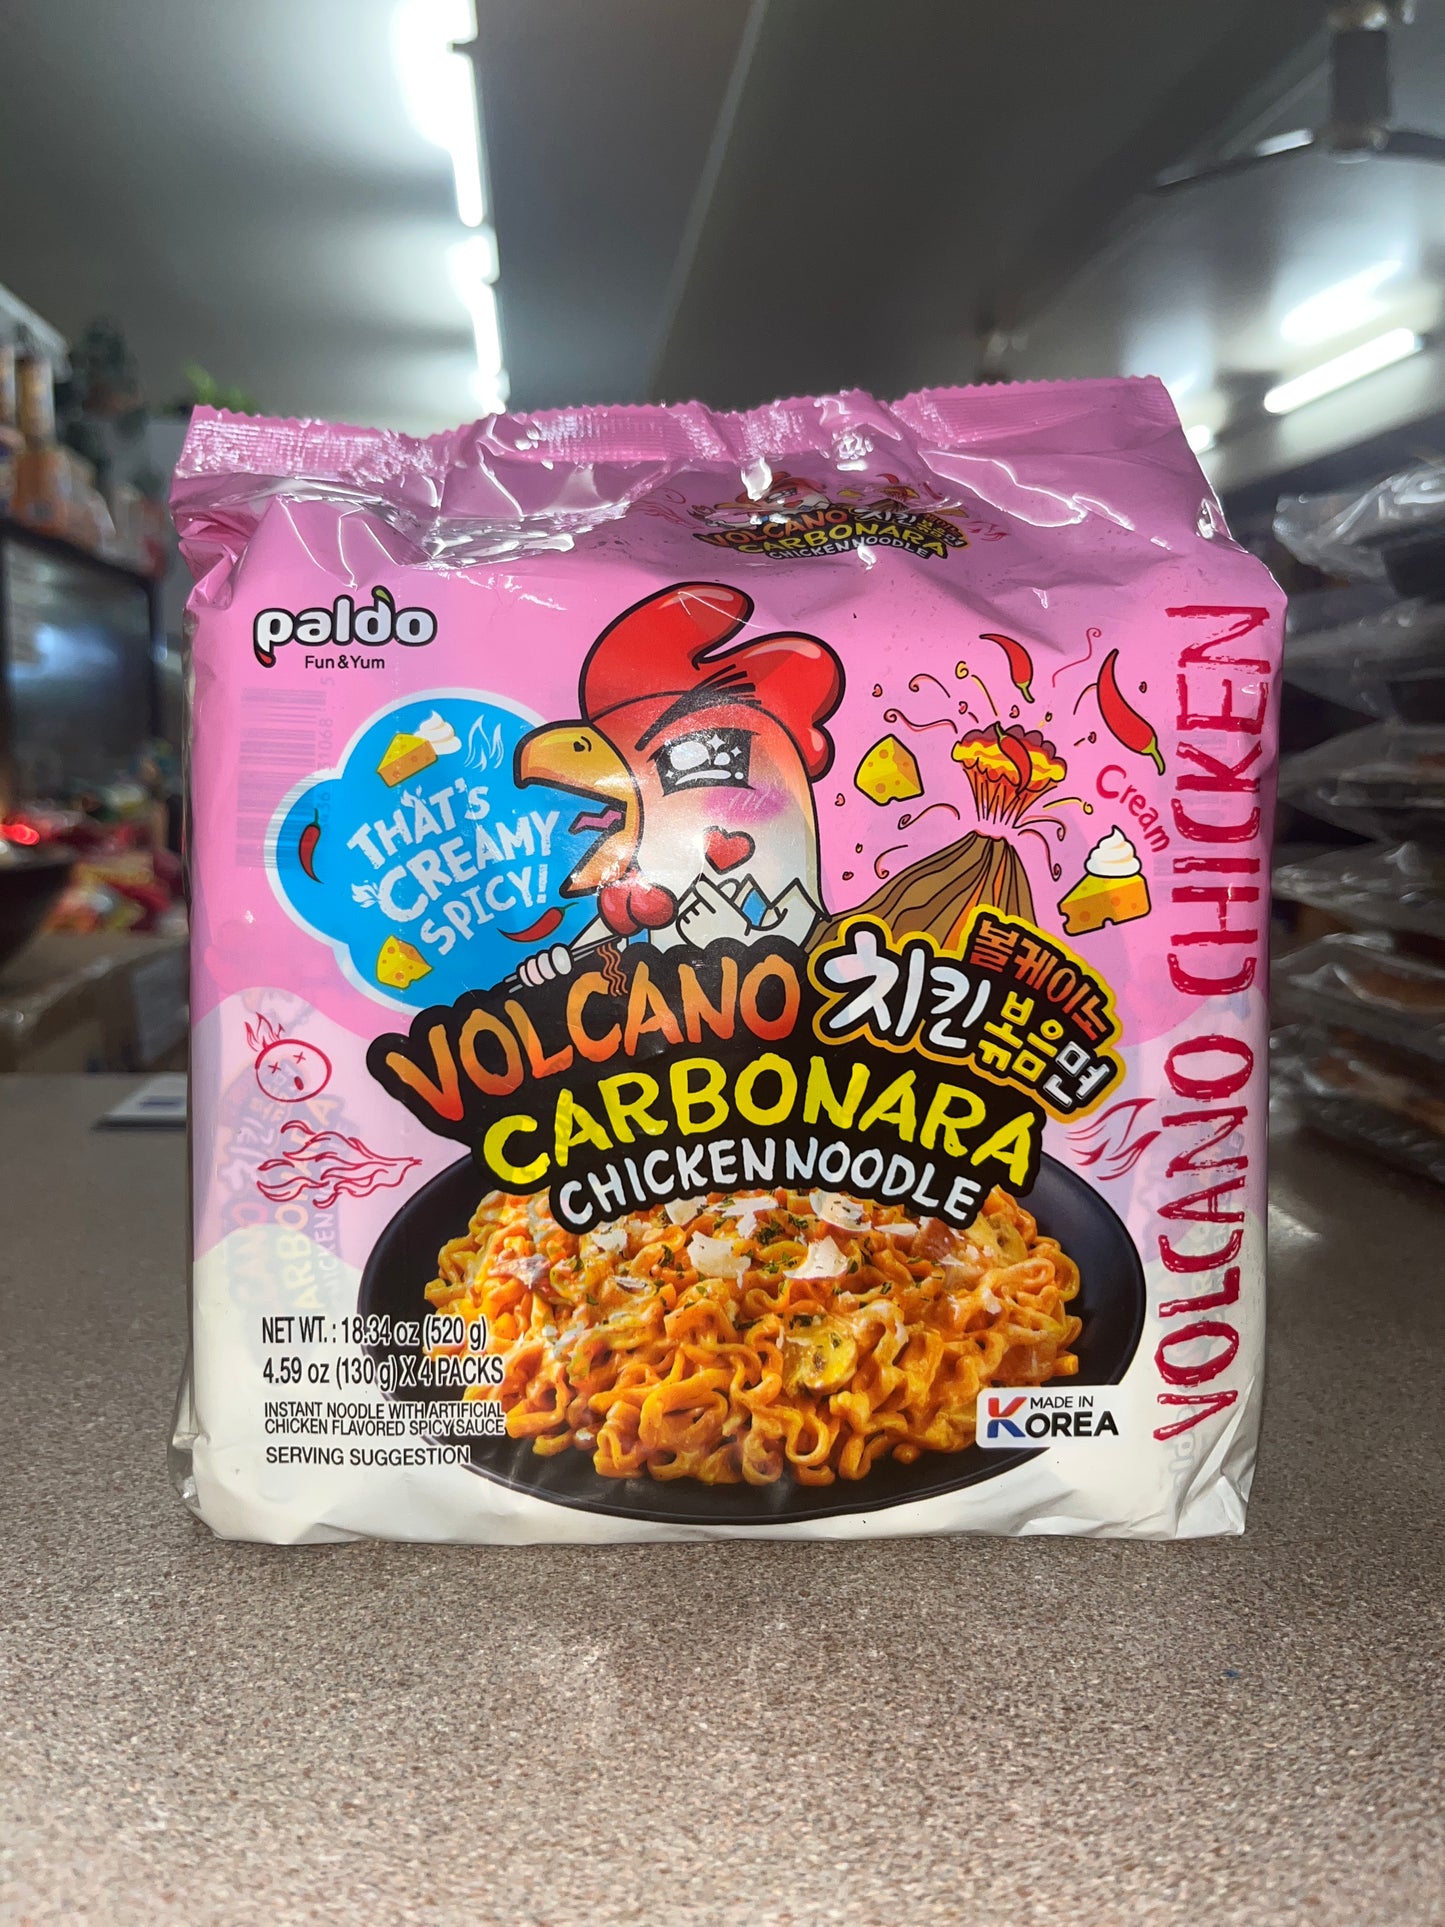 VOLCANO 치킨
CARBONARA
CHICKEN NOODLE
paldo
Fun & Yum
THAT'S
CREAMY
SPICY!
Cream
VOLCANO 치킨 볼케이노
볶음면
CARBONARA
CHICKEN NOODLE
VOLCANO CHICKEN
NET WT. : 18.34 oz (520 g)
4.59 oz (130 g) X 4 PACKS
INSTANT NOODLE WITH ARTIFICIAL
CHICKEN FLAVORED SPICY SAUCE
SERVING SUGGESTION
MADE IN
KOREA